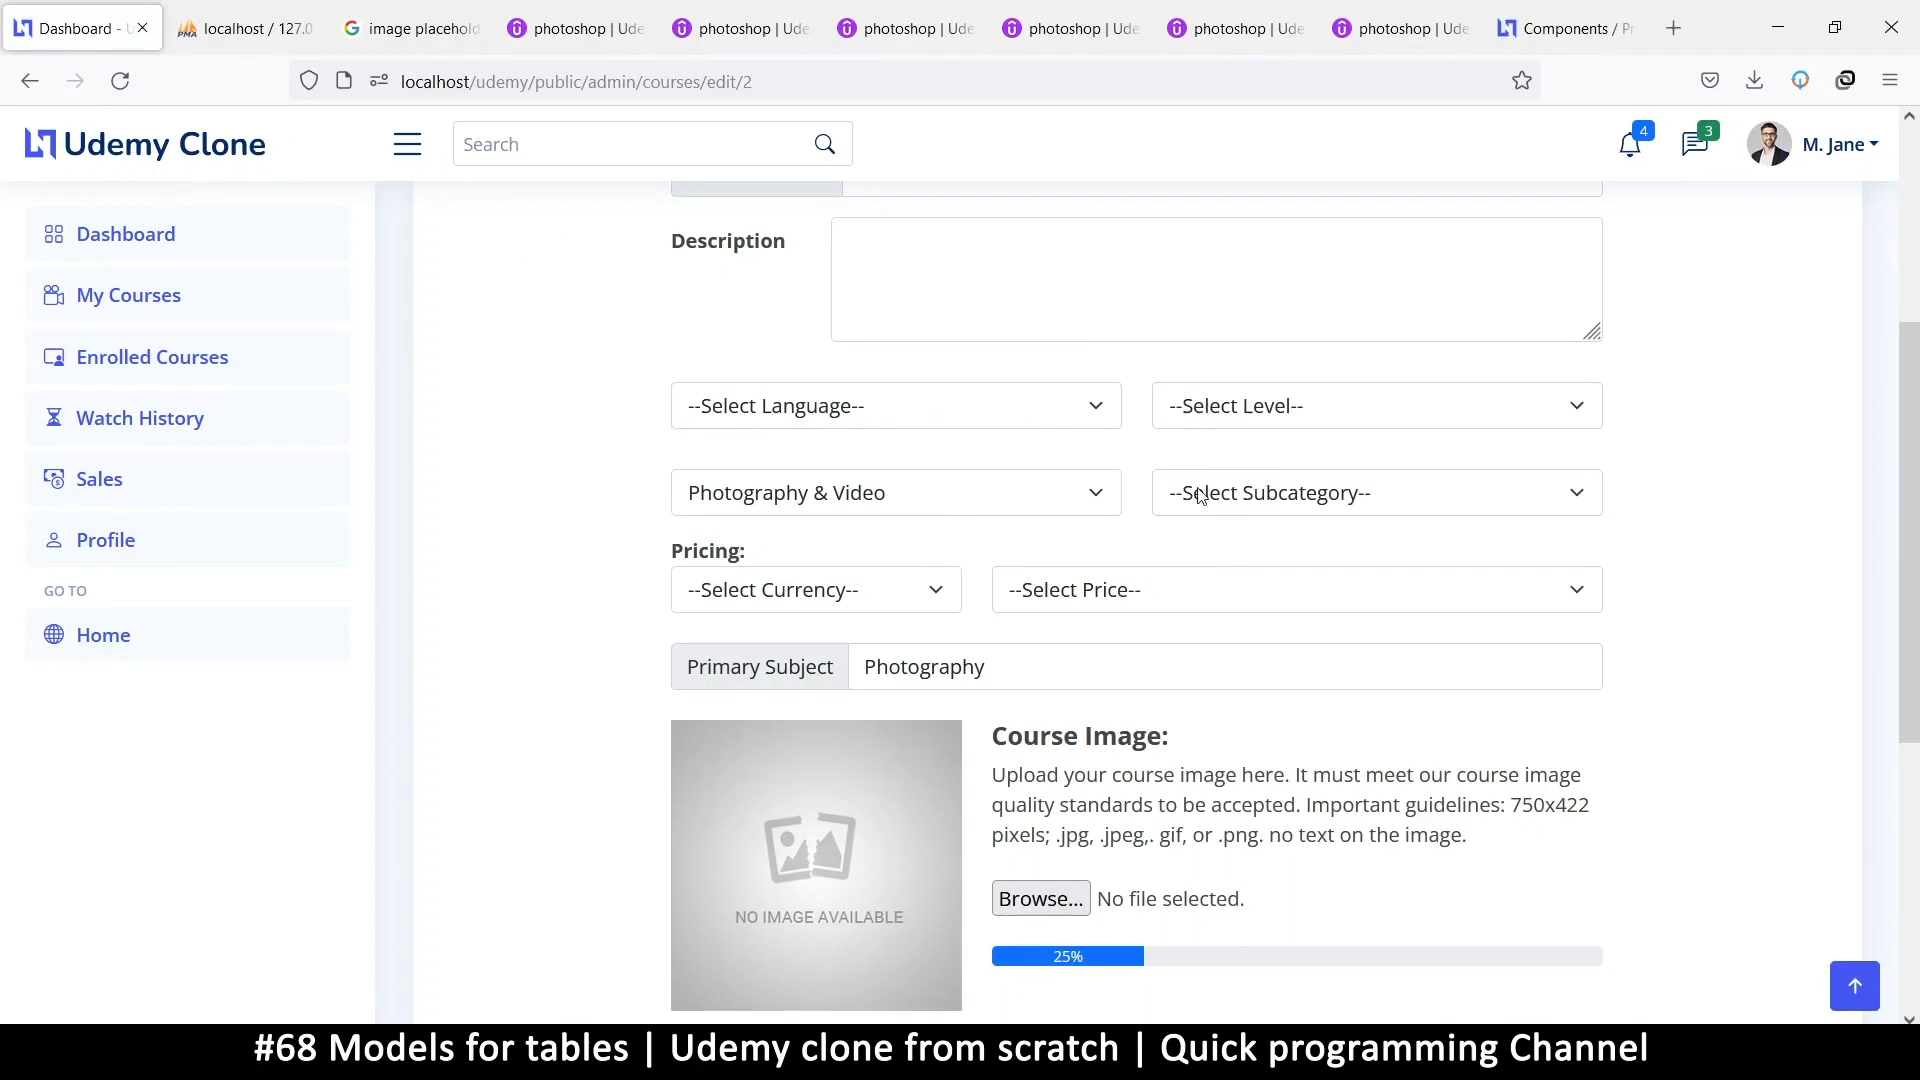 Dashboard - U
localhost / 127.0.
image placehold
photoshop | Ude
photoshop | Ude
photoshop | Ude
photoshop | Ude
photoshop | Ude
photoshop | Ude
Components / Pr
localhost/udemy/public/admin/courses/edit/2
Udemy Clone
Search
4
3
M. Jane
Dashboard
My Courses
Enrolled Courses
Watch History
Sales
Profile
GO TO
Home
Description
--Select Language--
--Select Level--
Photography & Video
--Select Subcategory--
Pricing:
--Select Currency--
--Select Price--
Primary Subject
Photography
NO IMAGE AVAILABLE
Course Image:
Upload your course image here. It must meet our course image
quality standards to be accepted. Important guidelines: 750x422
pixels; .jpg, .jpeg,. gif, or .png. no text on the image.
Browse...
No file selected.
25%
#68 Models for tables | Udemy clone from scratch | Quick programming Channel